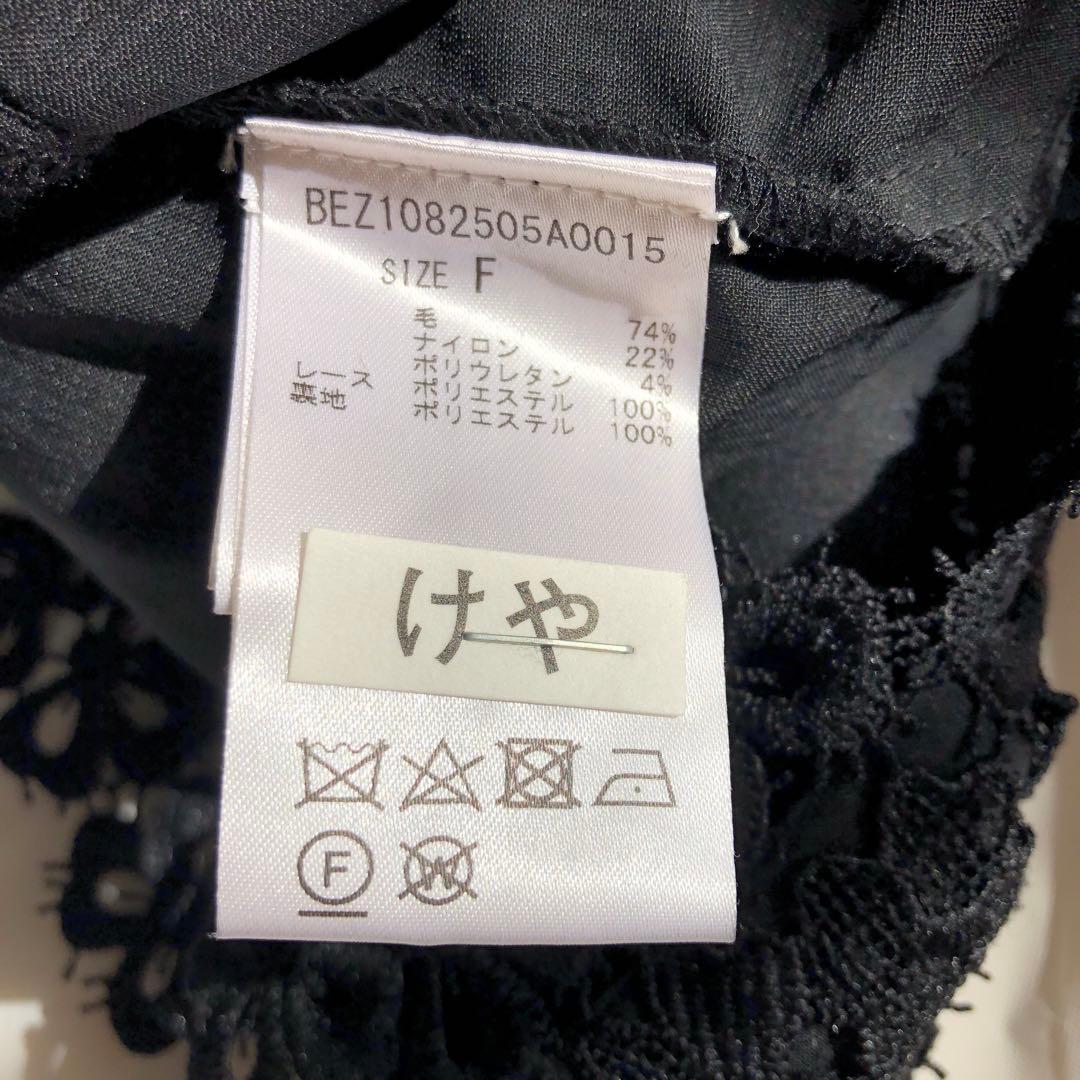 BEZ1082505A0015
SIZE F
毛 74%
ナイロン 22%
ポリウレタン 4%
レース ポリエステル 100%
裏地 ポリエステル 100%
けや
F
W